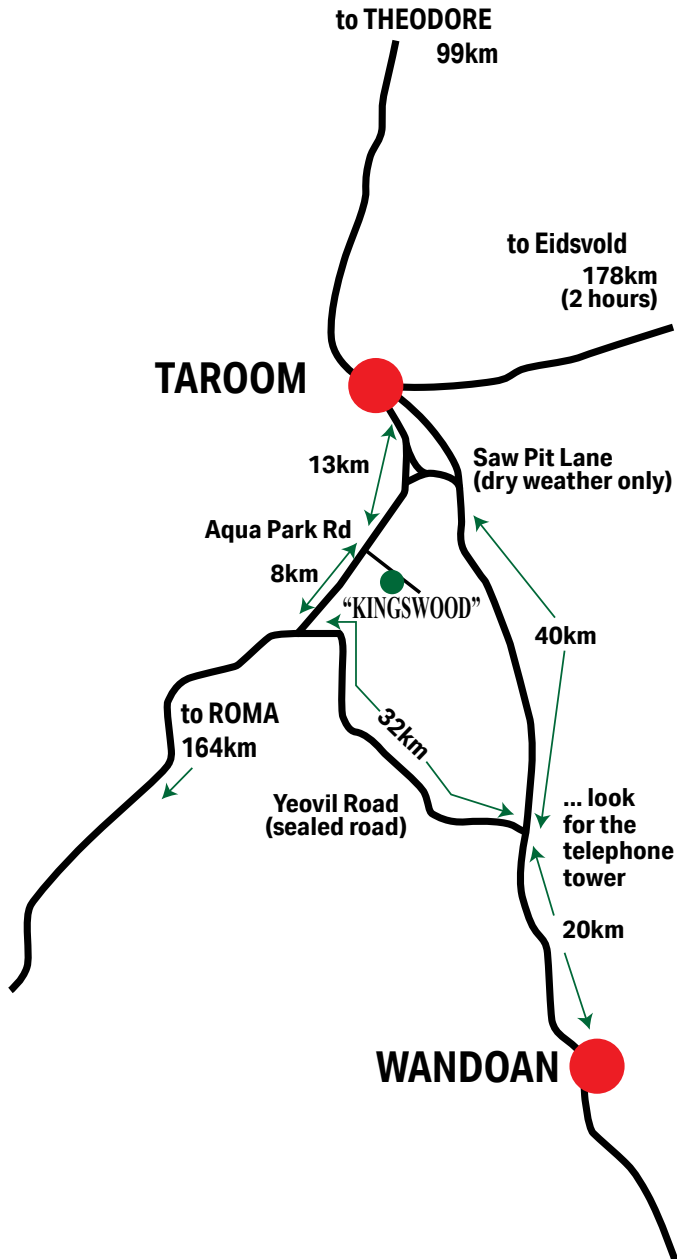 to THEODORE
99km
to Eidsvold
178km
(2 hours)
TAROOM
13km
Saw Pit Lane
(dry weather only)
Aqua Park Rd
8km
“KINGSWOOD”
40km
to ROMA
164km
32km
Yeovil Road
(sealed road)
... look
for the
telephone
tower
20km
WANDOAN